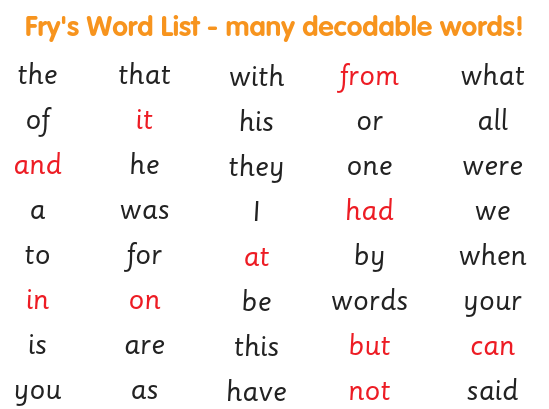 Fry's Word List - many decodable words!
the that with from what
of it his or all
and he they one were
a was I had we
to for at by when
in on be words your
is are this but can
you as have not said